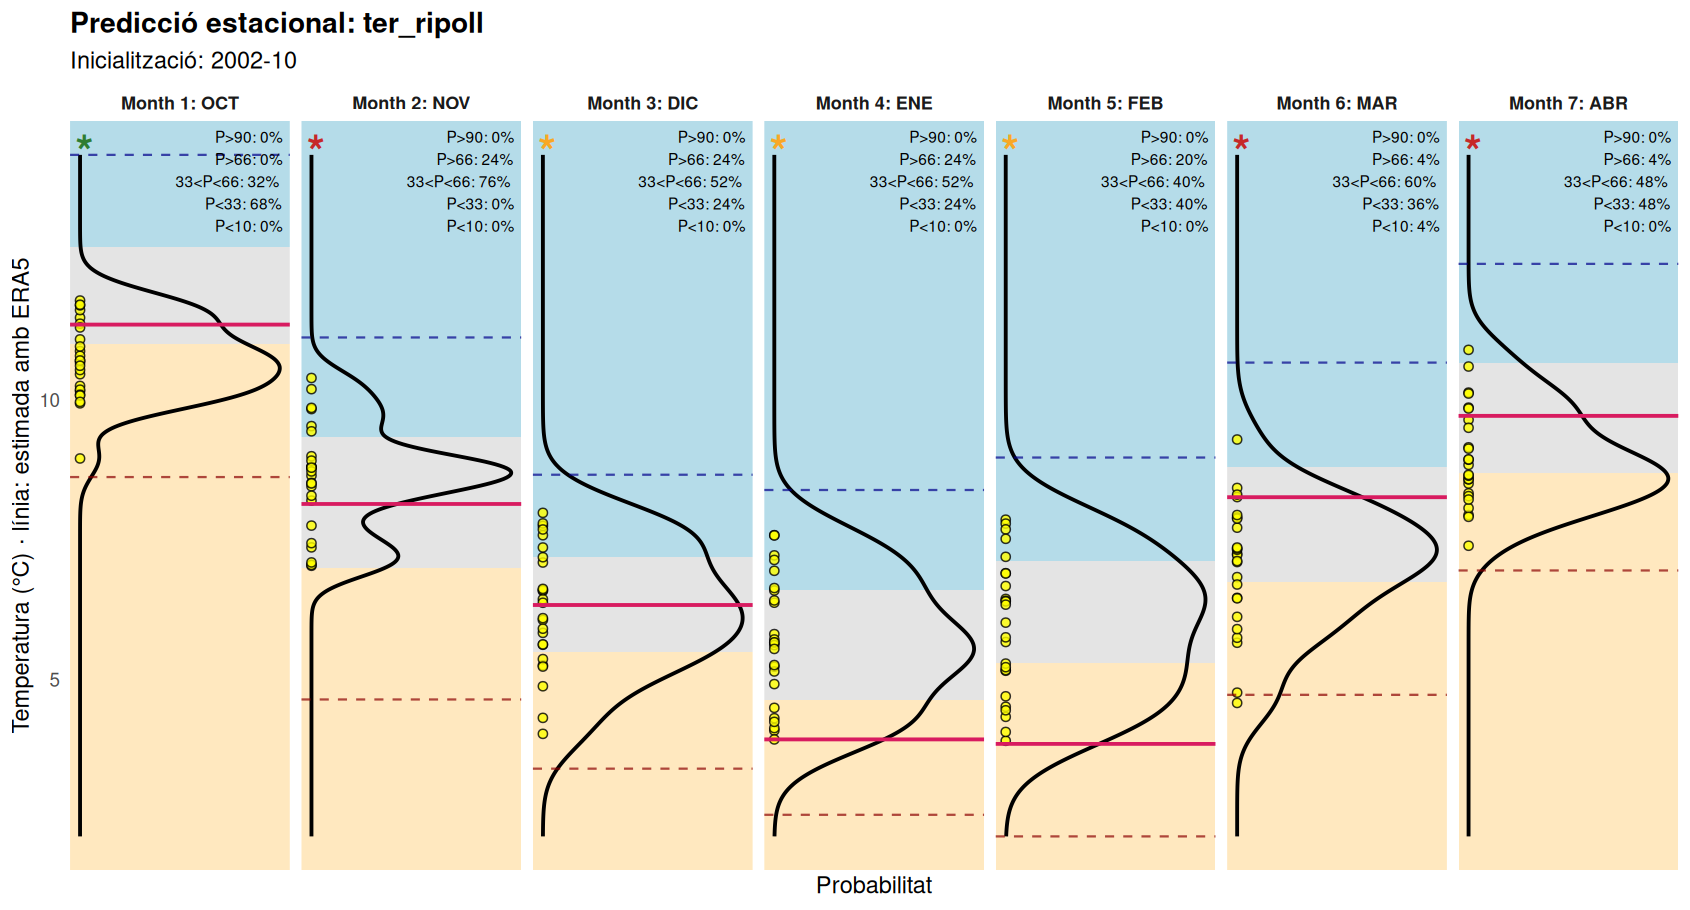 Predicció estacional: ter_ripoll
Inicialització: 2002-10
Month 1: OCT
Month 2: NOV
Month 3: DIC
Month 4: ENE
Month 5: FEB
Month 6: MAR
Month 7: ABR
*
P>90: 0%
P>66: 0%
33<P<66: 32%
P<33: 68%
P<10: 0%
*
P>90: 0%
P>66: 24%
33<P<66: 76%
P<33: 0%
P<10: 0%
*
P>90: 0%
P>66: 24%
33<P<66: 52%
P<33: 24%
P<10: 0%
*
P>90: 0%
P>66: 24%
33<P<66: 52%
P<33: 24%
P<10: 0%
*
P>90: 0%
P>66: 20%
33<P<66: 40%
P<33: 40%
P<10: 0%
*
P>90: 0%
P>66: 4%
33<P<66: 60%
P<33: 36%
P<10: 4%
*
P>90: 0%
P>66: 4%
33<P<66: 48%
P<33: 48%
P<10: 0%
Temperatura (°C) · línia: estimada amb ERA5
10
5
Probabilitat